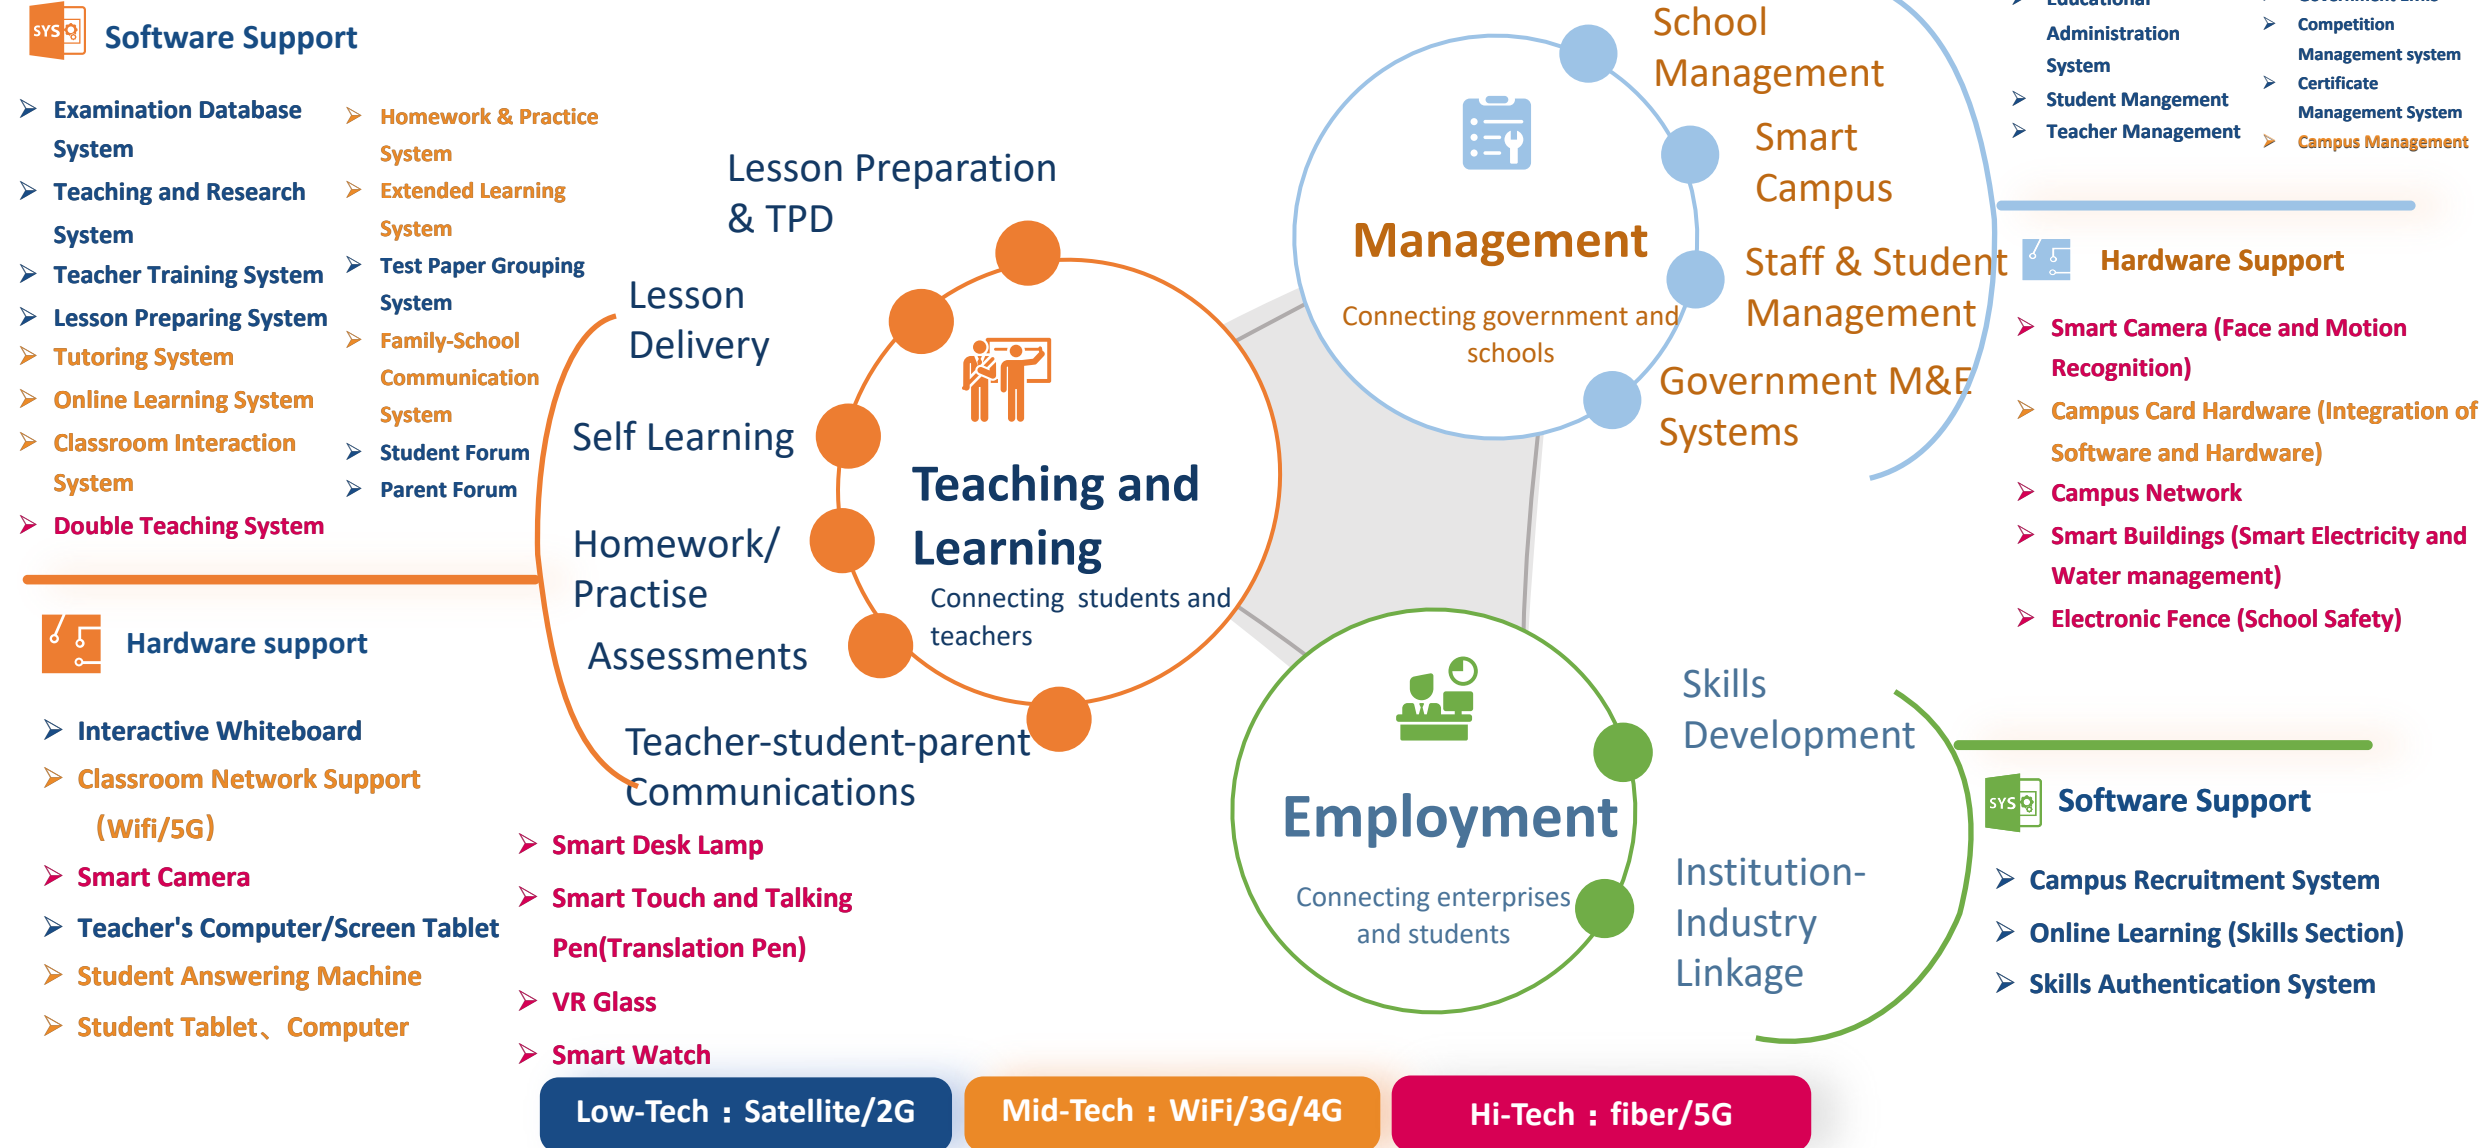 Software Support
Examination Database
System
Teaching and Research
System
Teacher Training System
Lesson Preparing System
Tutoring System
Online Learning System
Classroom Interaction
System
Double Teaching System
Homework & Practice
System
Extended Learning
System
Test Paper Grouping
System
Family-School
Communication
System
Student Forum
Parent Forum
Hardware support
Interactive Whiteboard
Classroom Network Support
（Wifi/5G）
Smart Camera
Teacher's Computer/Screen Tablet
Student Answering Machine
Student Tablet、Computer
Smart Desk Lamp
Smart Touch and Talking
Pen(Translation Pen)
VR Glass
Smart Watch
Lesson Preparation
& TPD
Lesson
Delivery
Self Learning
Homework/
Practise
Assessments
Teacher-student-parent
Communications
Teaching and
Learning
Connecting  students and
teachers
Management
Connecting government and
schools
School
Management
Smart
Campus
Staff & Student
Management
Government M&E
Systems
Educational
Administration
System
Student Mangement
Teacher Management
Competition
Management system
Certificate
Management System
Campus Management
Hardware Support
Smart Camera (Face and Motion
Recognition)
Campus Card Hardware (Integration of
Software and Hardware)
Campus Network
Smart Buildings (Smart Electricity and
Water management)
Electronic Fence (School Safety)
Employment
Connecting enterprises
and students
Skills
Development
Institution-
Industry
Linkage
Software Support
Campus Recruitment System
Online Learning (Skills Section)
Skills Authentication System
Low-Tech：Satellite/2G
Mid-Tech：WiFi/3G/4G
Hi-Tech：fiber/5G
SYS
SYS